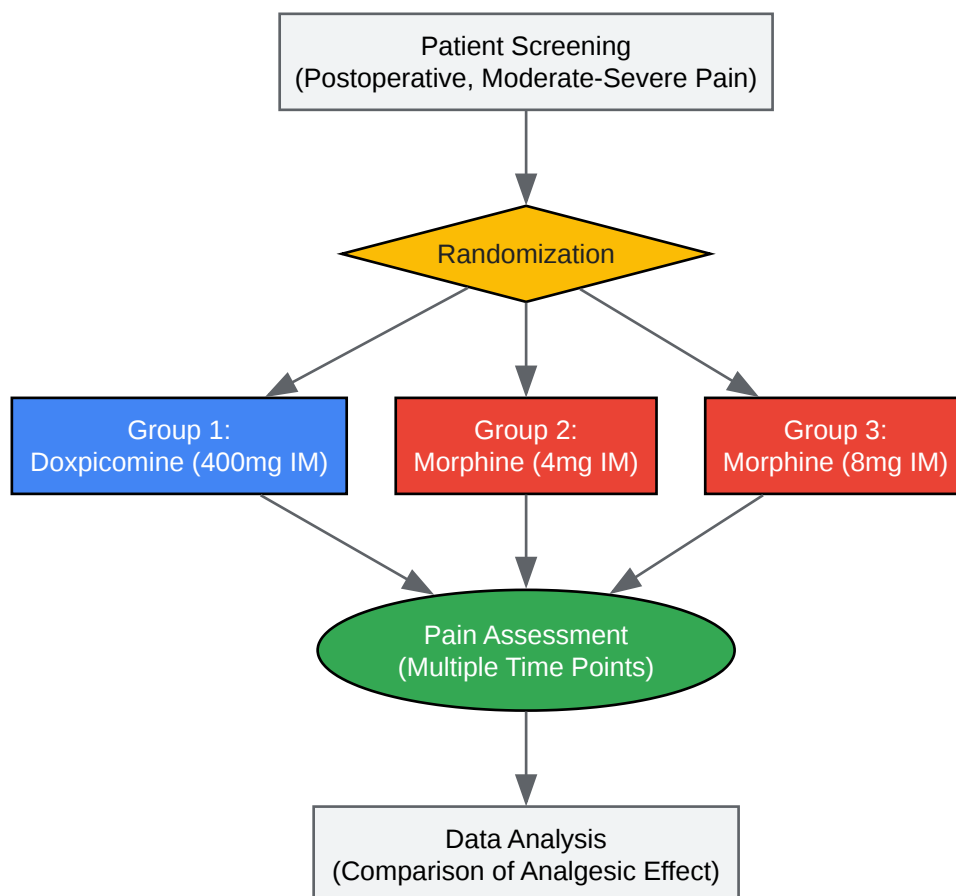 Patient Screening
(Postoperative, Moderate-Severe Pain)
Randomization
Group 1:
Doxpicomine (400mg IM)
Group 2:
Morphine (4mg IM)
Group 3:
Morphine (8mg IM)
Pain Assessment
(Multiple Time Points)
Data Analysis
(Comparison of Analgesic Effect)